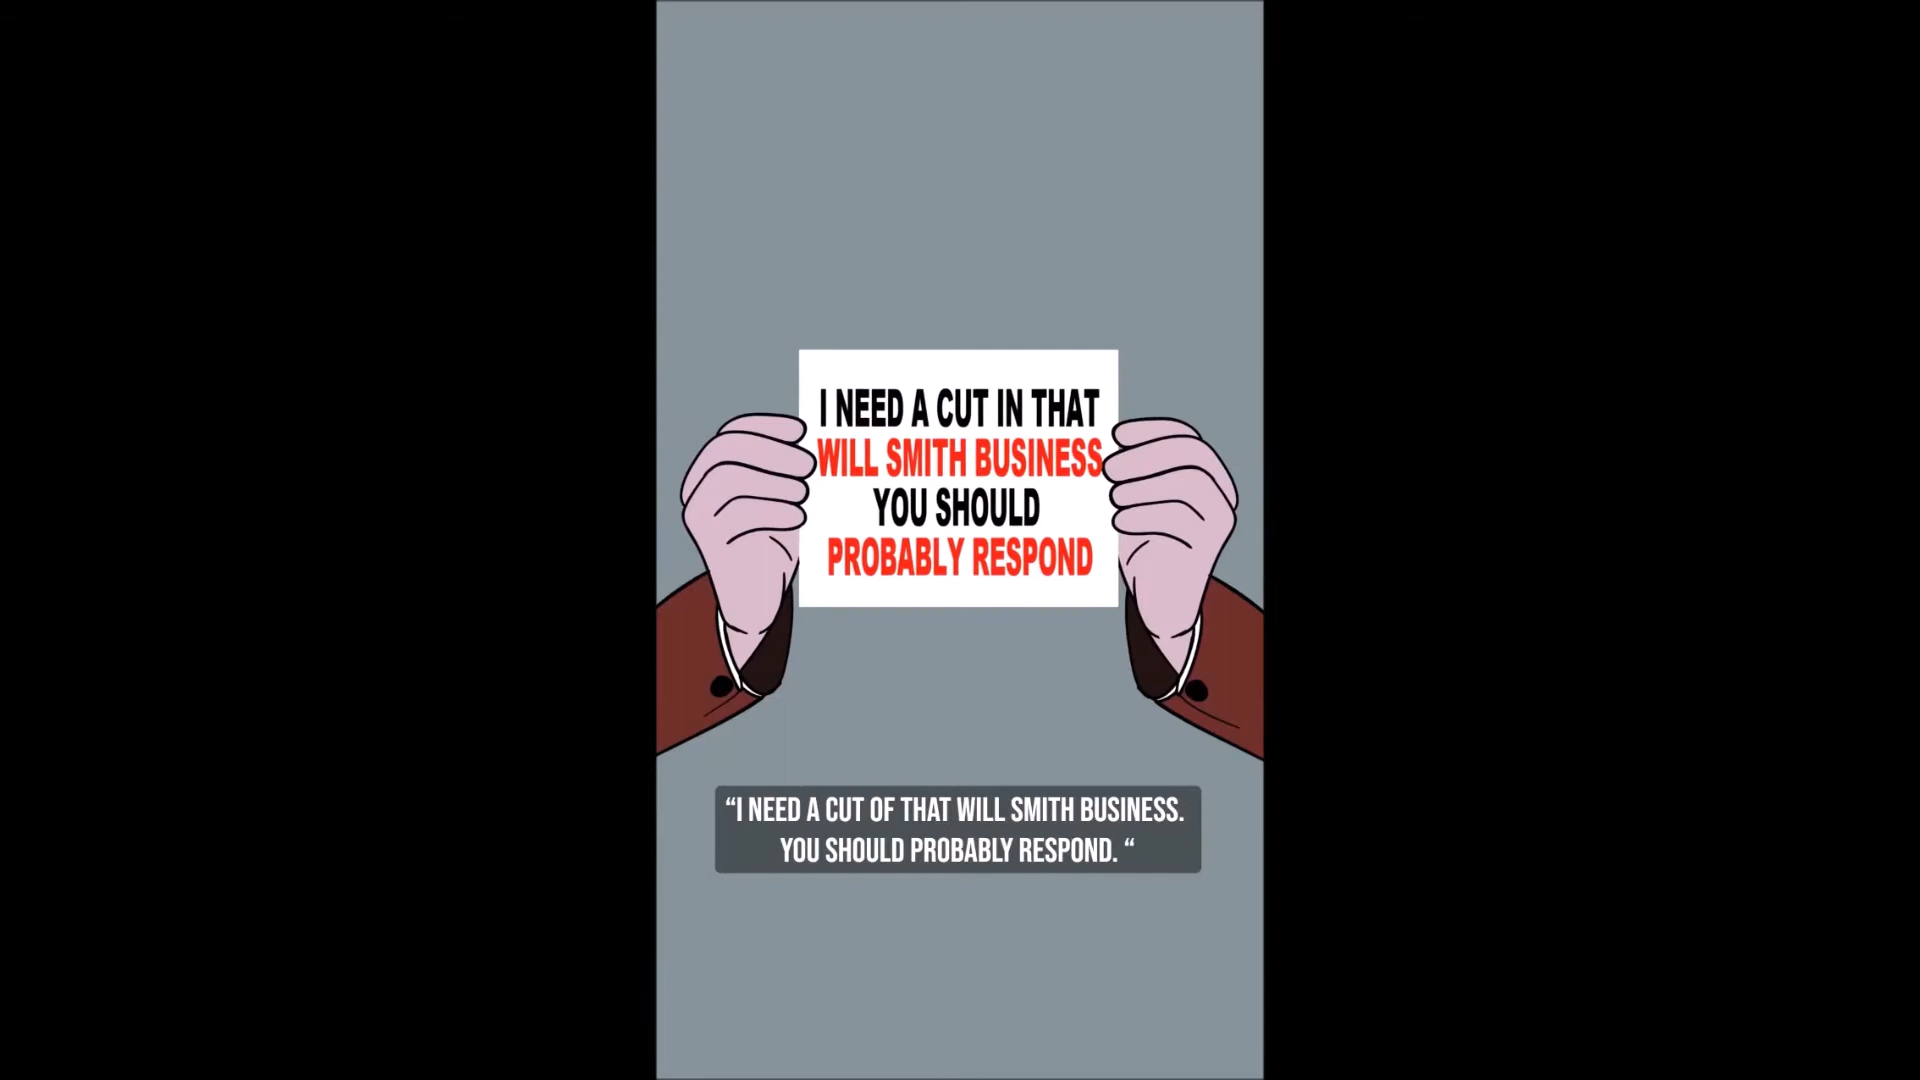 I NEED A CUT IN THAT
WILL SMITH BUSINESS
YOU SHOULD
PROBABLY RESPOND
“I NEED A CUT OF THAT WILL SMITH BUSINESS.
YOU SHOULD PROBABLY RESPOND. “